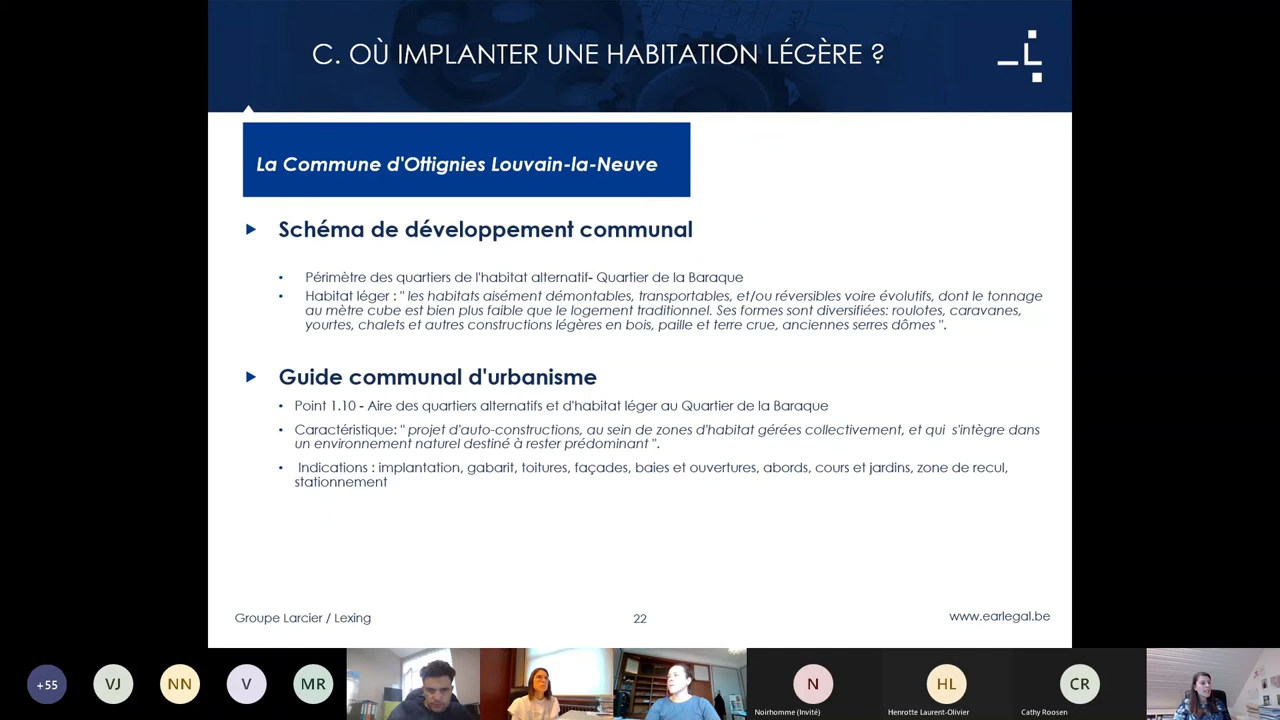 C. OÙ IMPLANTER UNE HABITATION LÉGÈRE ?
La Commune d'Ottignies Louvain-la-Neuve
Schéma de développement communal
• Périmètre des quartiers de l'habitat alternatif- Quartier de la Baraque
• Habitat léger : " les habitats aisément démontables, transportables, et/ou réversibles voire évolutifs, dont le tonnage
au mètre cube est bien plus faible que le logement traditionnel. Ses formes sont diversifiées: roulotes, caravanes,
yourtes, chalets et autres constructions légères en bois, paille et terre crue, anciennes serres dômes ".
Guide communal d'urbanisme
• Point 1.10 - Aire des quartiers alternatifs et d'habitat léger au Quartier de la Baraque
• Caractéristique: " projet d'auto-constructions, au sein de zones d'habitat gérées collectivement, et qui s'intègre dans
un environnement naturel destiné à rester prédominant ".
• Indications : implantation, gabarit, toitures, façades, baies et ouvertures, abords, cours et jardins, zone de recul,
stationnement
Groupe Larcier / Lexing
22
www.earlegal.be
+55
VJ
NN
V
MR
N
HL
CR
Noirhomme (Invité)
Henrotte Laurent-Olivier
Cathy Roosen